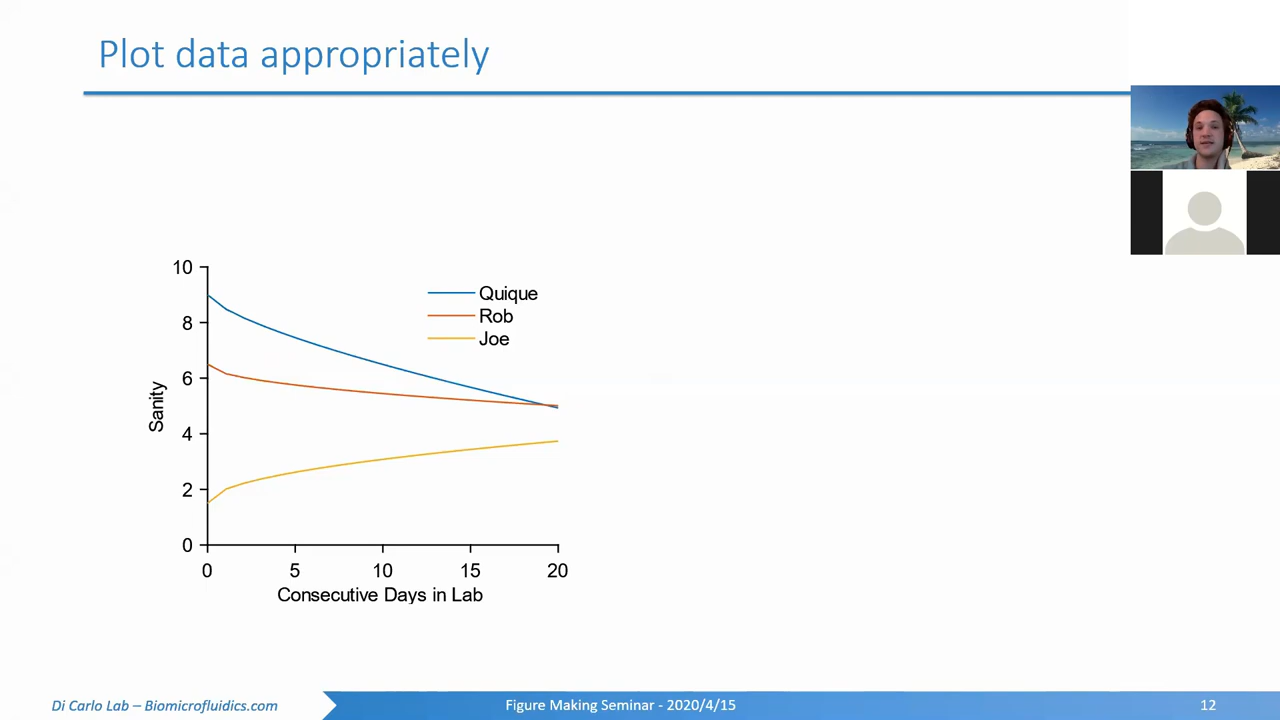 Plot data appropriately
10
8
6
4
2
0
Sanity
Quique
Rob
Joe
0 5 10 15 20
Consecutive Days in Lab
Di Carlo Lab – Biomicrofluidics.com
Figure Making Seminar - 2020/4/15
12